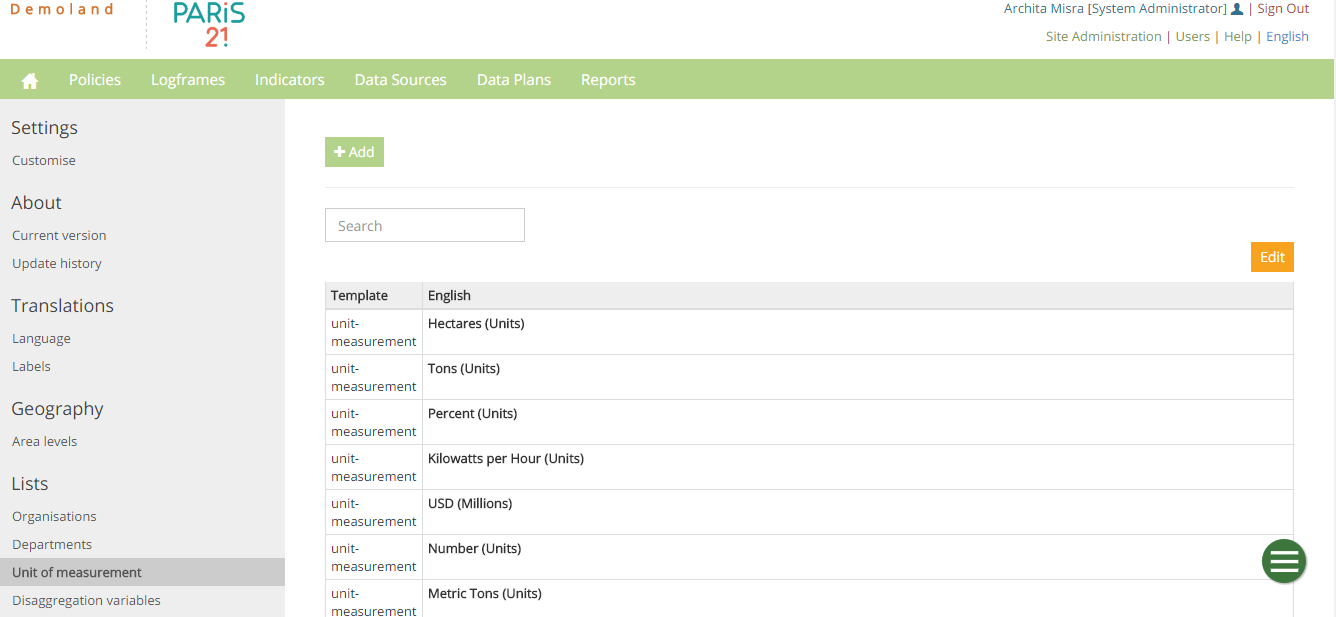 Demoland
PARiS
21!
Archita Misra [System Administrator] | Sign Out
Site Administration | Users | Help | English
Policies Logframes Indicators Data Sources Data Plans Reports
Settings
Customise
About
Current version
Update history
Translations
Language
Labels
Geography
Area levels
Lists
Organisations
Departments
Unit of measurement
Disaggregation variables
+ Add
Search
Edit
Template English
unit-
measurement
Hectares (Units)
unit-
measurement
Tons (Units)
unit-
measurement
Percent (Units)
unit-
measurement
Kilowatts per Hour (Units)
unit-
measurement
USD (Millions)
unit-
measurement
Number (Units)
unit-
measurement
Metric Tons (Units)